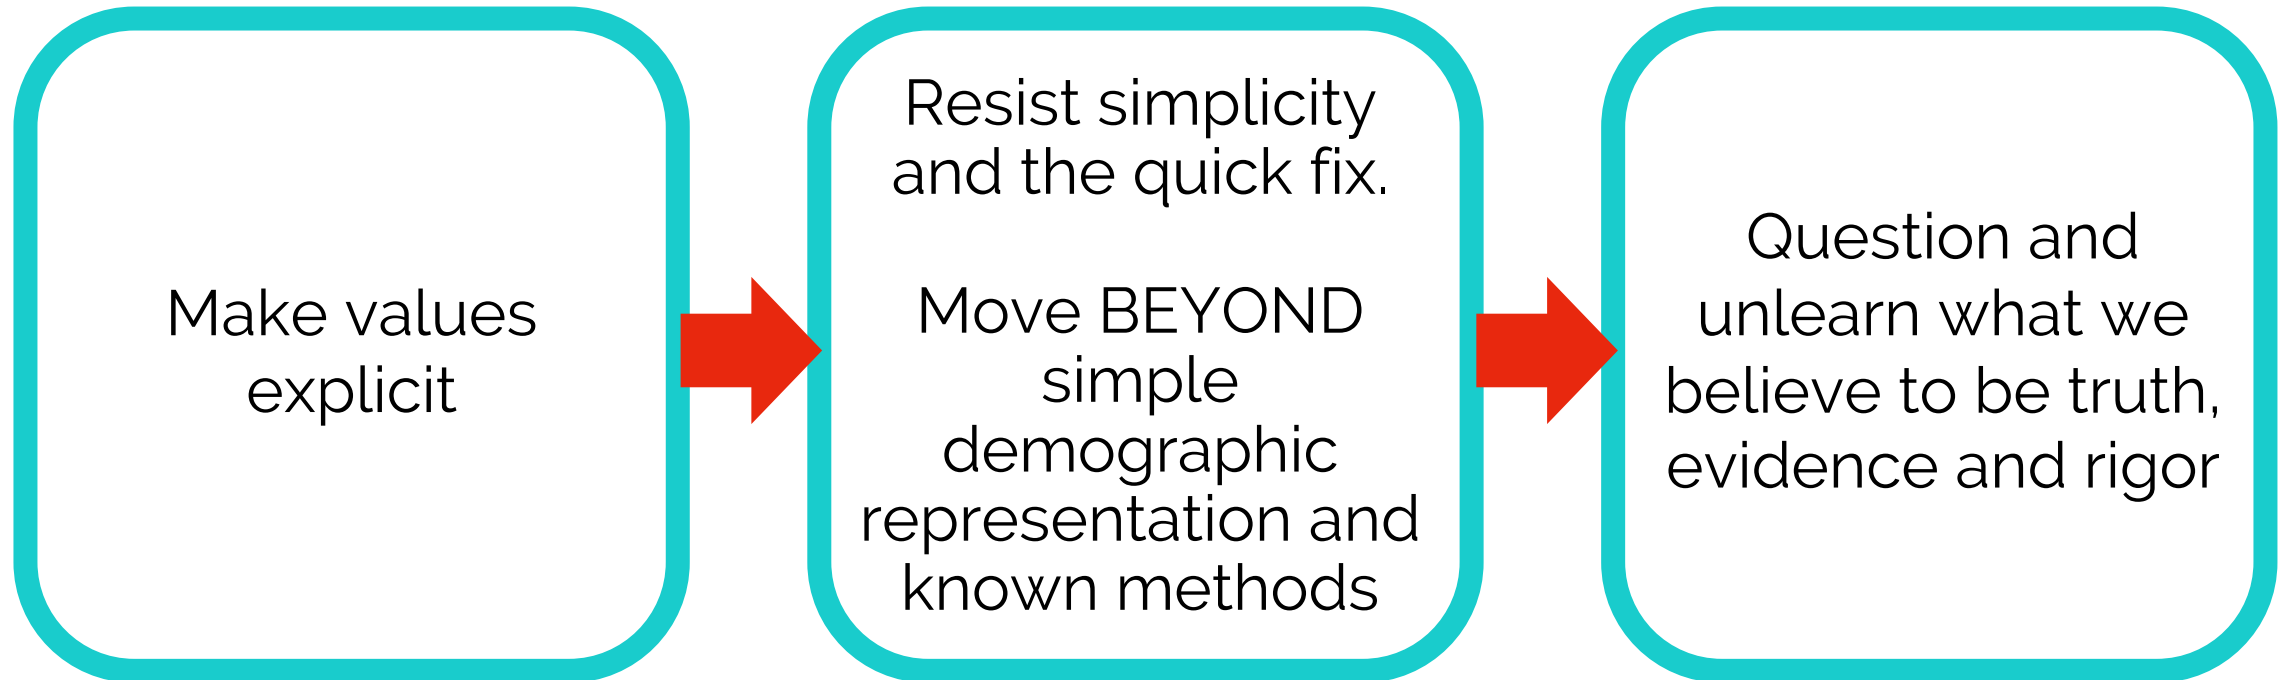 Make values
explicit
Resist simplicity
and the quick fix.
Move BEYOND
simple
demographic
representation and
known methods
Question and
unlearn what we
believe to be truth,
evidence and rigor